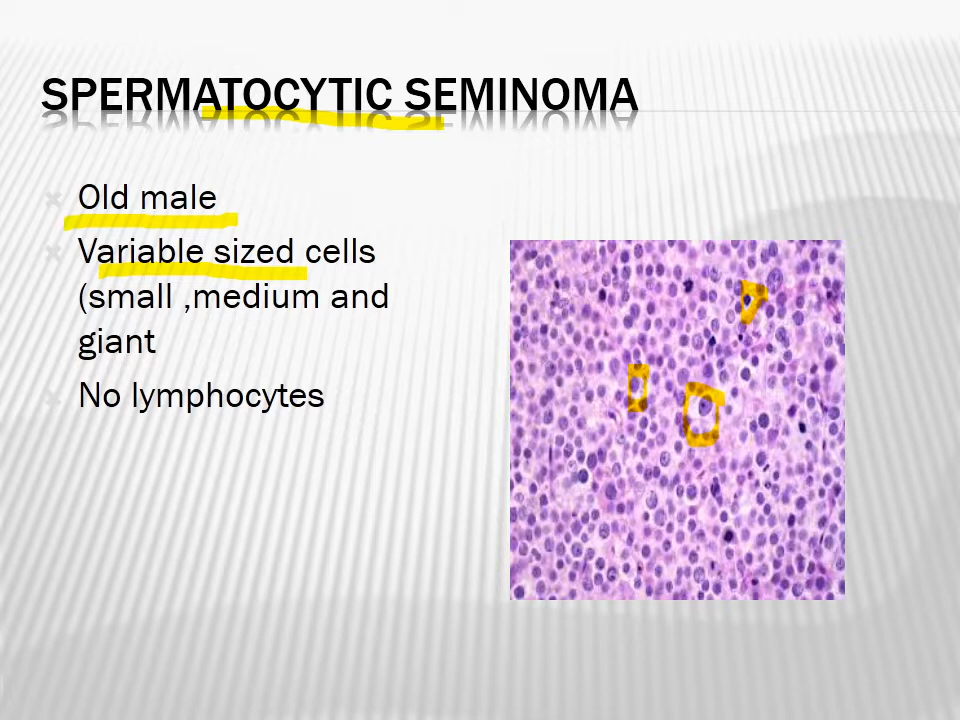 SPERMATOCYTIC SEMINOMA
Old male
Variable sized cells
(small ,medium and
giant
No lymphocytes